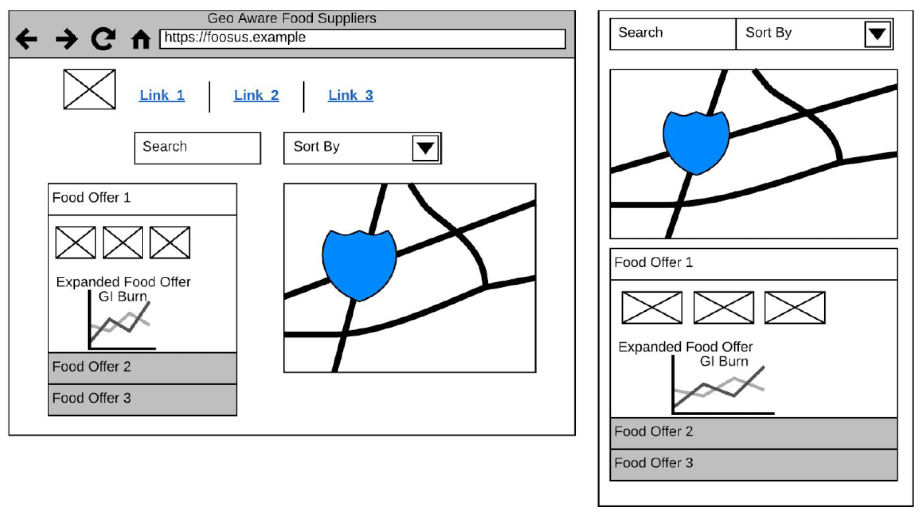 Geo Aware Food Suppliers
https://foosus.example
Link 1
Link 2
Link 3
Search
Sort By
Food Offer 1
Expanded Food Offer
GI Burn
Food Offer 2
Food Offer 3
Search
Sort By
Food Offer 1
Expanded Food Offer
GI Burn
Food Offer 2
Food Offer 3